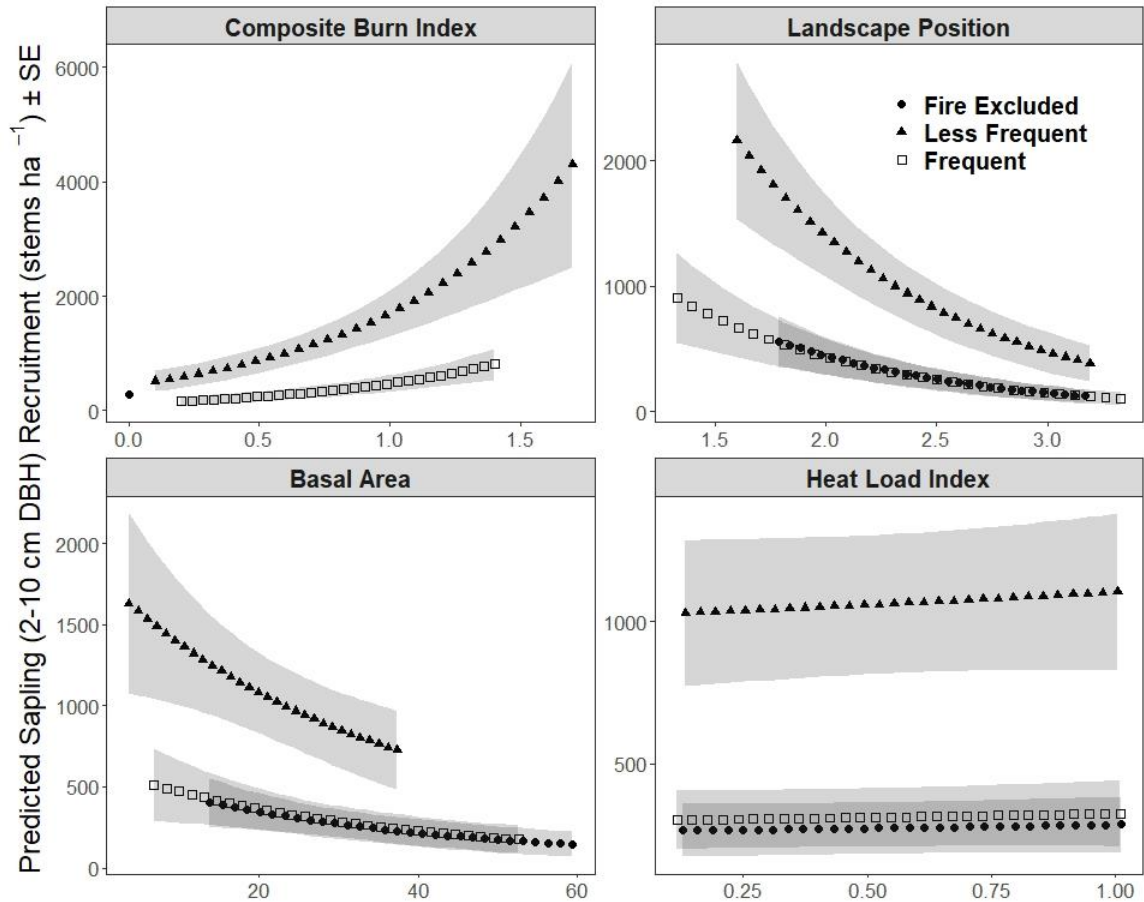 Predicted Sapling (2-10 cm DBH) Recruitment (stems ha ⁻¹) ± SE
Composite Burn Index
6000
4000
2000
0
0.0 0.5 1.0 1.5
Landscape Position
Fire Excluded
Less Frequent
Frequent
2000
1000
0
1.5 2.0 2.5 3.0
Basal Area
2000
1500
1000
500
0
20 40 60
Heat Load Index
1000
500
0.25 0.50 0.75 1.00